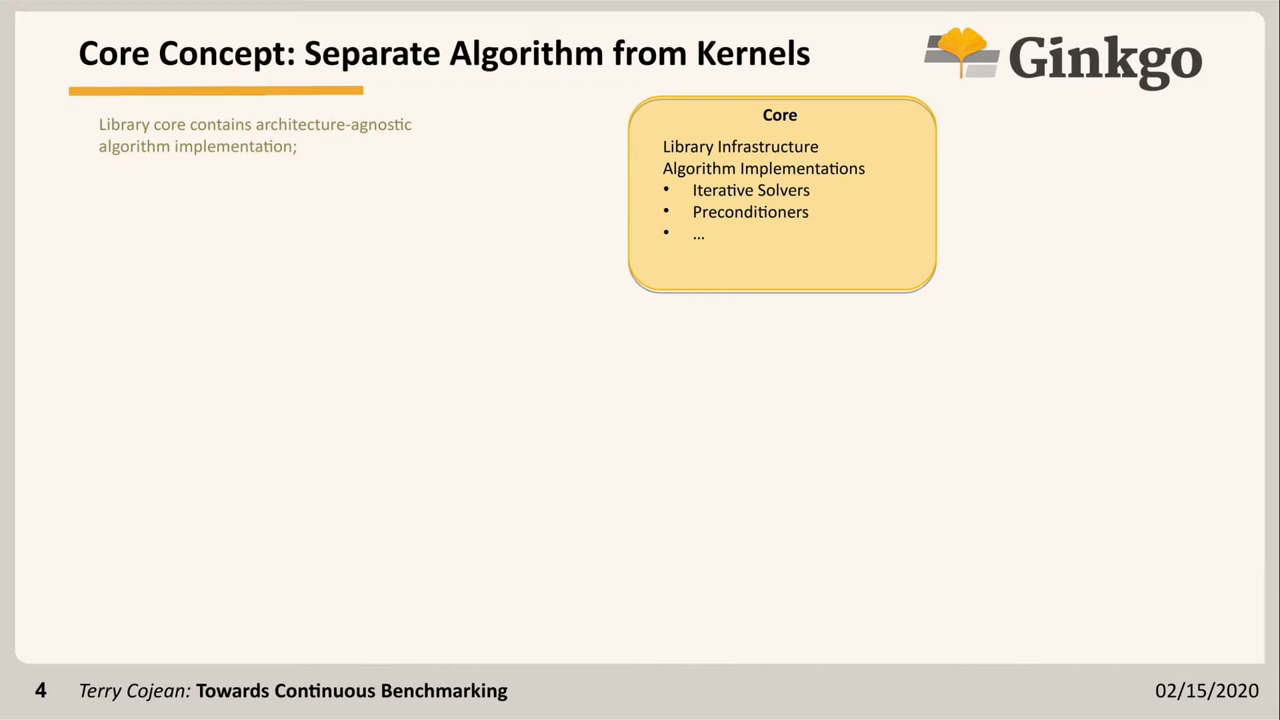 Core Concept: Separate Algorithm from Kernels
Ginkgo
Library core contains architecture-agnostic
algorithm implementation;
Core
Library Infrastructure
Algorithm Implementations
• Iterative Solvers
• Preconditioners
• ...
4 Terry Cojean: Towards Continuous Benchmarking 02/15/2020